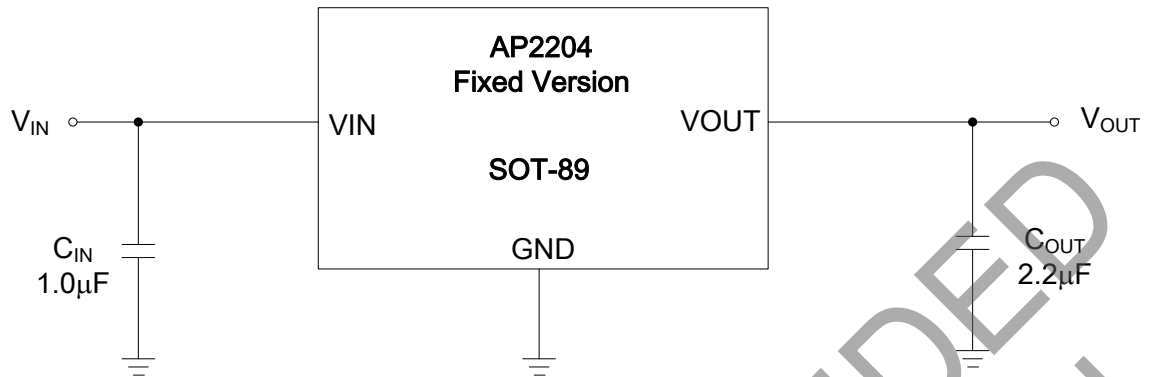 AP2204
Fixed Version
V_IN
VIN
VOUT
V_OUT
SOT-89
C_IN
1.0μF
GND
C_OUT
2.2μF